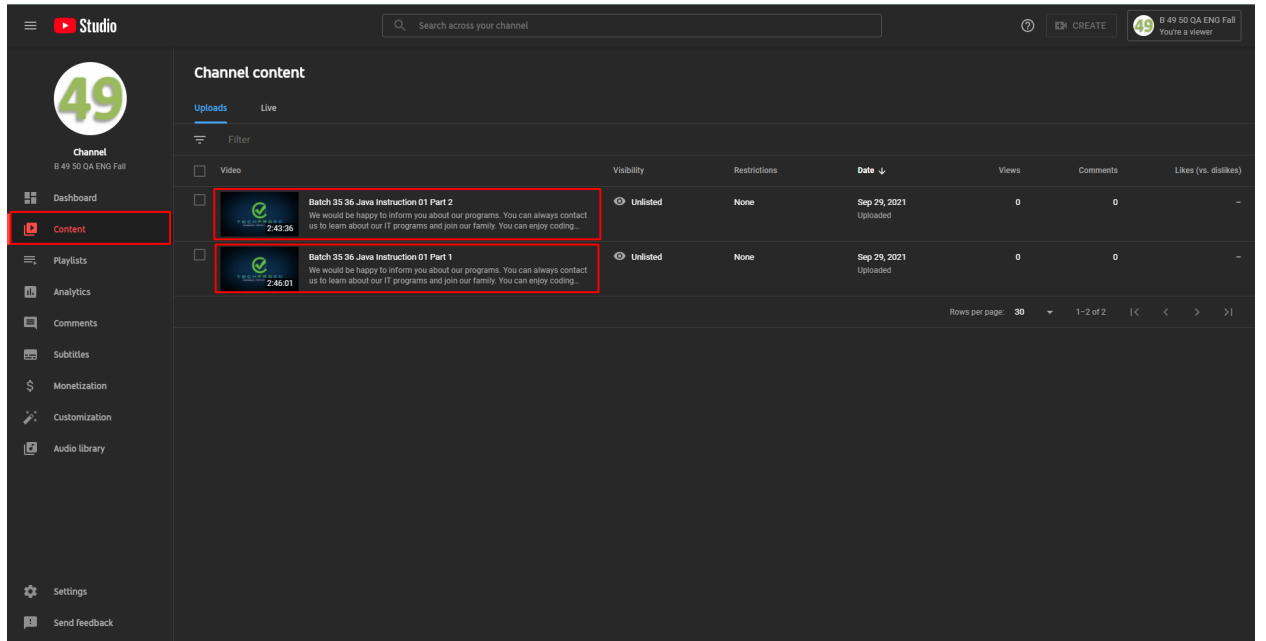 Studio
Search across your channel
CREATE
49
B 49 50 QA ENG Fall
You're a viewer
49
Channel
B 49 50 QA ENG Fall
Dashboard
Content
Playlists
Analytics
Comments
Subtitles
Monetization
Customization
Audio library
Settings
Send feedback
Channel content
Uploads Live
Filter
Video Visibility Restrictions Date ↓ Views Comments Likes (vs. dislikes)
TECHPROED
2:43:36
Batch 35 36 Java Instruction 01 Part 2
We would be happy to inform you about our programs. You can always contact
us to learn about our IT programs and join our family. You can enjoy coding...
Unlisted None Sep 29, 2021 0 0 –
Uploaded
TECHPROED
2:46:01
Batch 35 36 Java Instruction 01 Part 1
We would be happy to inform you about our programs. You can always contact
us to learn about our IT programs and join our family. You can enjoy coding...
Unlisted None Sep 29, 2021 0 0 –
Uploaded
Rows per page: 30 1–2 of 2